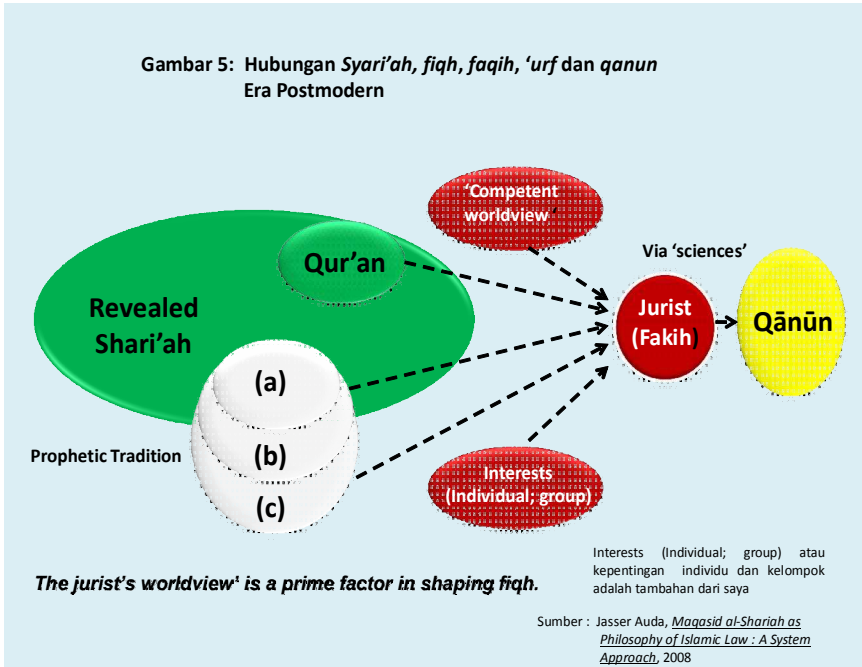 Gambar 5: Hubungan Syari’ah, fiqh, faqih, ‘urf dan qanun
Era Postmodern
‘Competent
worldview‘
Via ‘sciences’
Qur’an
Revealed
Shari’ah
Jurist
(Fakih)
Qānūn
(a)
Prophetic Tradition
(b)
(c)
Interests
(Individual; group)
The jurist’s worldview¹ is a prime factor in shaping fiqh.
Interests (Individual; group) atau
kepentingan individu dan kelompok
adalah tambahan dari saya
Sumber : Jasser Auda, Maqasid al-Shariah as
Philosophy of Islamic Law : A System
Approach, 2008